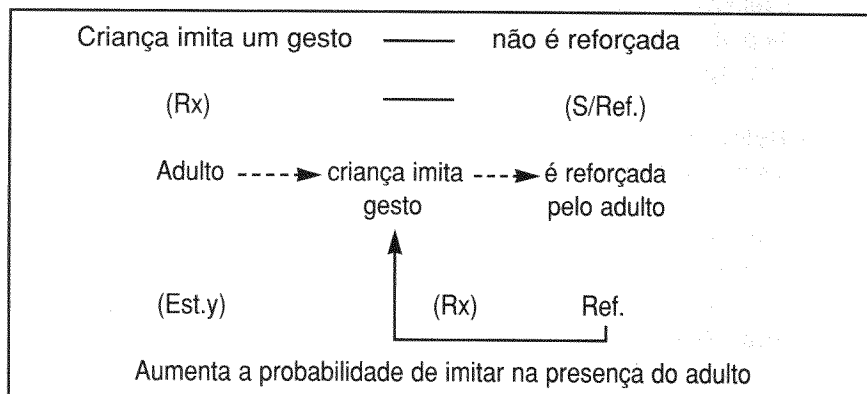 Criança imita um gesto —— não é reforçada
(Rx) —— (S/Ref.)
Adulto ----► criança imita ---► é reforçada
gesto pelo adulto
(Est.y) (Rx) Ref.
Aumenta a probabilidade de imitar na presença do adulto